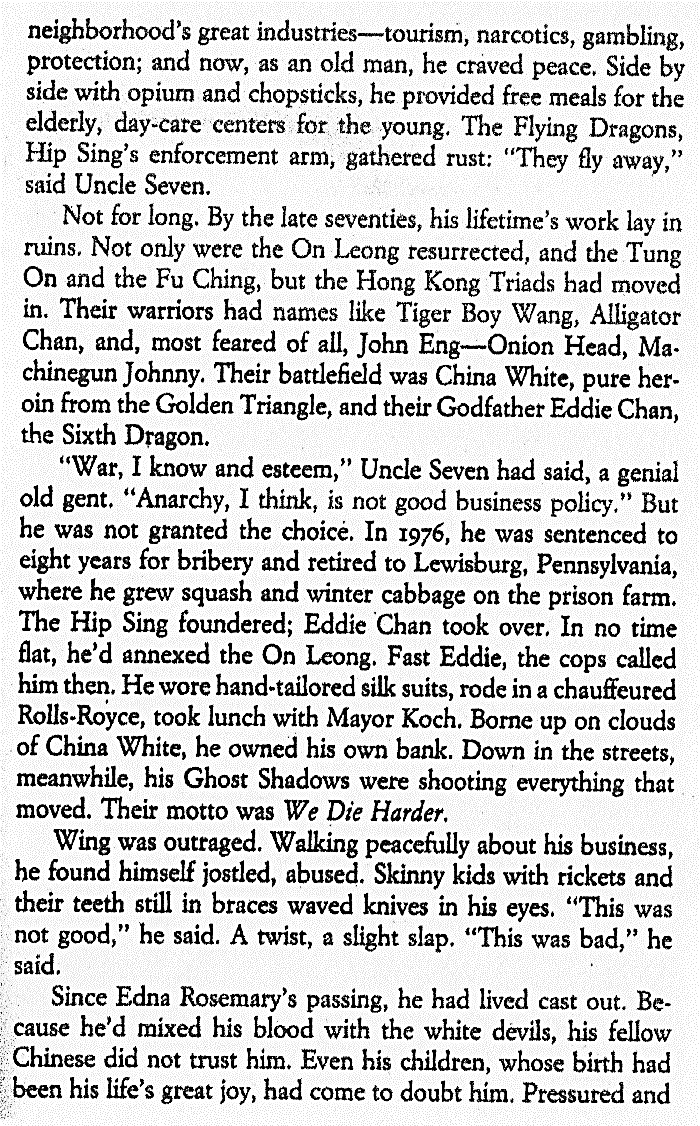 neighborhood's great industries—tourism, narcotics, gambling,
protection; and now, as an old man, he craved peace. Side by
side with opium and chopsticks, he provided free meals for the
elderly, day-care centers for the young. The Flying Dragons,
Hip Sing's enforcement arm, gathered rust: "They fly away,"
said Uncle Seven.
Not for long. By the late seventies, his lifetime's work lay in
ruins. Not only were the On Leong resurrected, and the Tung
On and the Fu Ching, but the Hong Kong Triads had moved
in. Their warriors had names like Tiger Boy Wang, Alligator
Chan, and, most feared of all, John Eng—Onion Head, Ma-
chinegun Johnny. Their battlefield was China White, pure her-
oin from the Golden Triangle, and their Godfather Eddie Chan,
the Sixth Dragon.
"War, I know and esteem," Uncle Seven had said, a genial
old gent. "Anarchy, I think, is not good business policy." But
he was not granted the choice. In 1976, he was sentenced to
eight years for bribery and retired to Lewisburg, Pennsylvania,
where he grew squash and winter cabbage on the prison farm.
The Hip Sing foundered; Eddie Chan took over. In no time
flat, he'd annexed the On Leong. Fast Eddie, the cops called
him then. He wore hand-tailored silk suits, rode in a chauffeured
Rolls-Royce, took lunch with Mayor Koch. Borne up on clouds
of China White, he owned his own bank. Down in the streets,
meanwhile, his Ghost Shadows were shooting everything that
moved. Their motto was We Die Harder.
Wing was outraged. Walking peacefully about his business,
he found himself jostled, abused. Skinny kids with rickets and
their teeth still in braces waved knives in his eyes. "This was
not good," he said. A twist, a slight slap. "This was bad," he
said.
Since Edna Rosemary's passing, he had lived cast out. Be-
cause he'd mixed his blood with the white devils, his fellow
Chinese did not trust him. Even his children, whose birth had
been his life's great joy, had come to doubt him. Pressured and